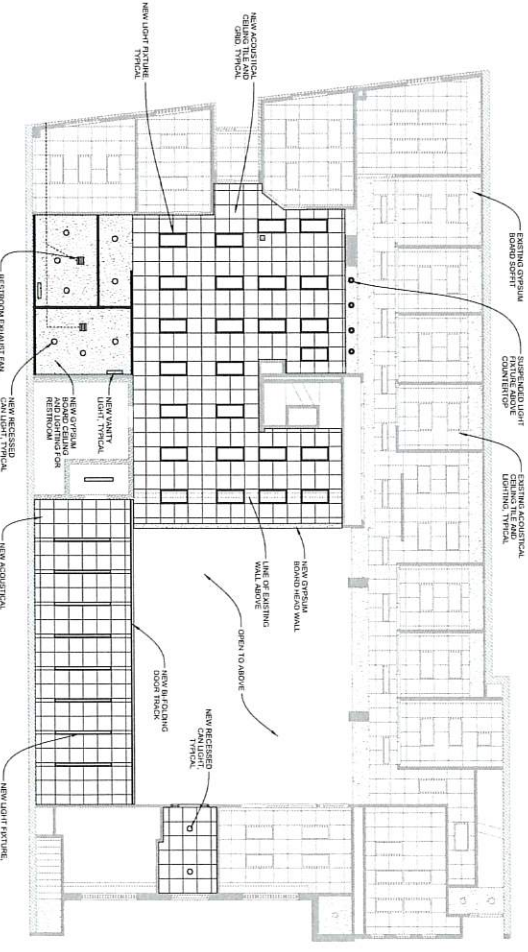 EXISTING GYPSUM
BOARD SOFFIT
SUSPENDED LIGHT
FIXTURE ABOVE
COUNTERTOP
EXISTING ACOUSTICAL
CEILING TILE AND
LIGHTING, TYPICAL
NEW ACOUSTICAL
CEILING TILE AND
GRID, TYPICAL
NEW LIGHT FIXTURE,
TYPICAL
NEW GYPSUM
BOARD HEAD WALL
LINE OF EXISTING
WALL ABOVE
OPEN TO ABOVE
NEW BI-FOLDING
DOOR TRACK
NEW RECESSED
CAN LIGHT,
TYPICAL
NEW VANITY
LIGHT, TYPICAL
NEW GYPSUM
BOARD CEILING
AND LIGHTING FOR
RESTROOM
NEW RECESSED
CAN LIGHT, TYPICAL
RESTROOM EXHAUST FAN
NEW ACOUSTICAL
NEW LIGHT FIXTURE,